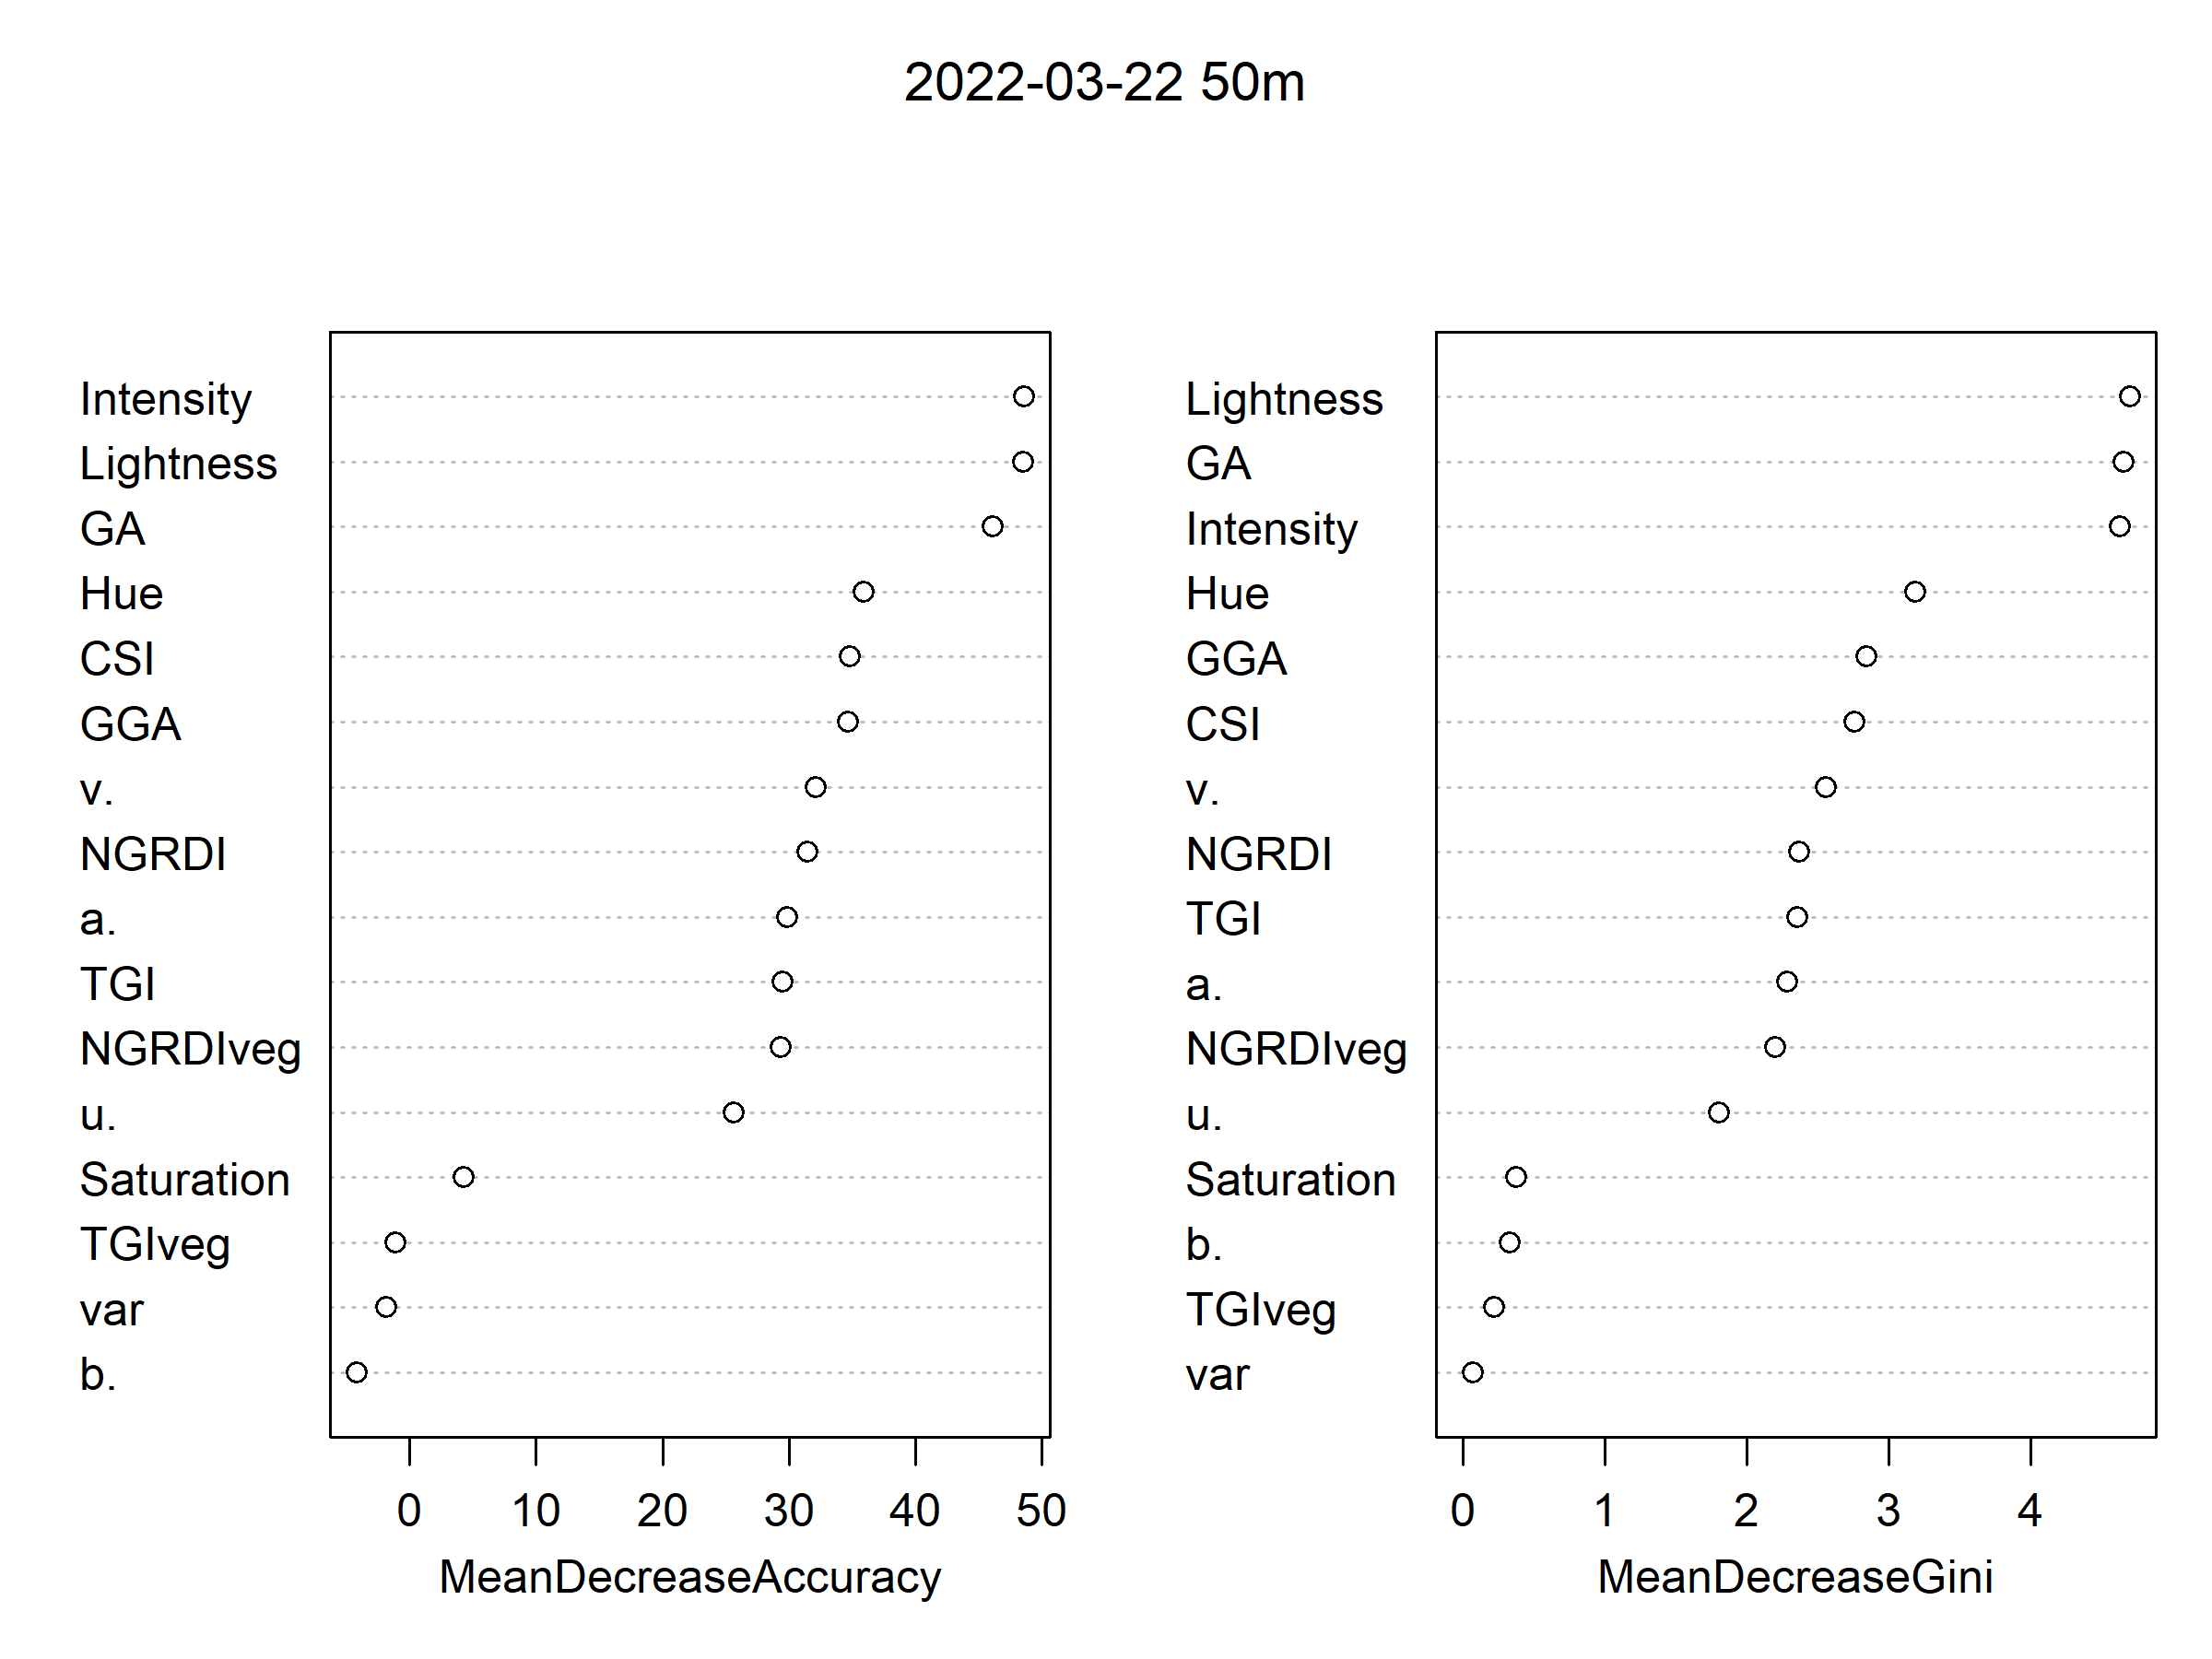 2022-03-22 50m
Intensity
Lightness
GA
Hue
CSI
GGA
v.
NGRDI
a.
TGI
NGRDIveg
u.
Saturation
TGIveg
var
b.
0 10 20 30 40 50
MeanDecreaseAccuracy
Lightness
GA
Intensity
Hue
GGA
CSI
v.
NGRDI
TGI
a.
NGRDIveg
u.
Saturation
b.
TGIveg
var
0 1 2 3 4
MeanDecreaseGini